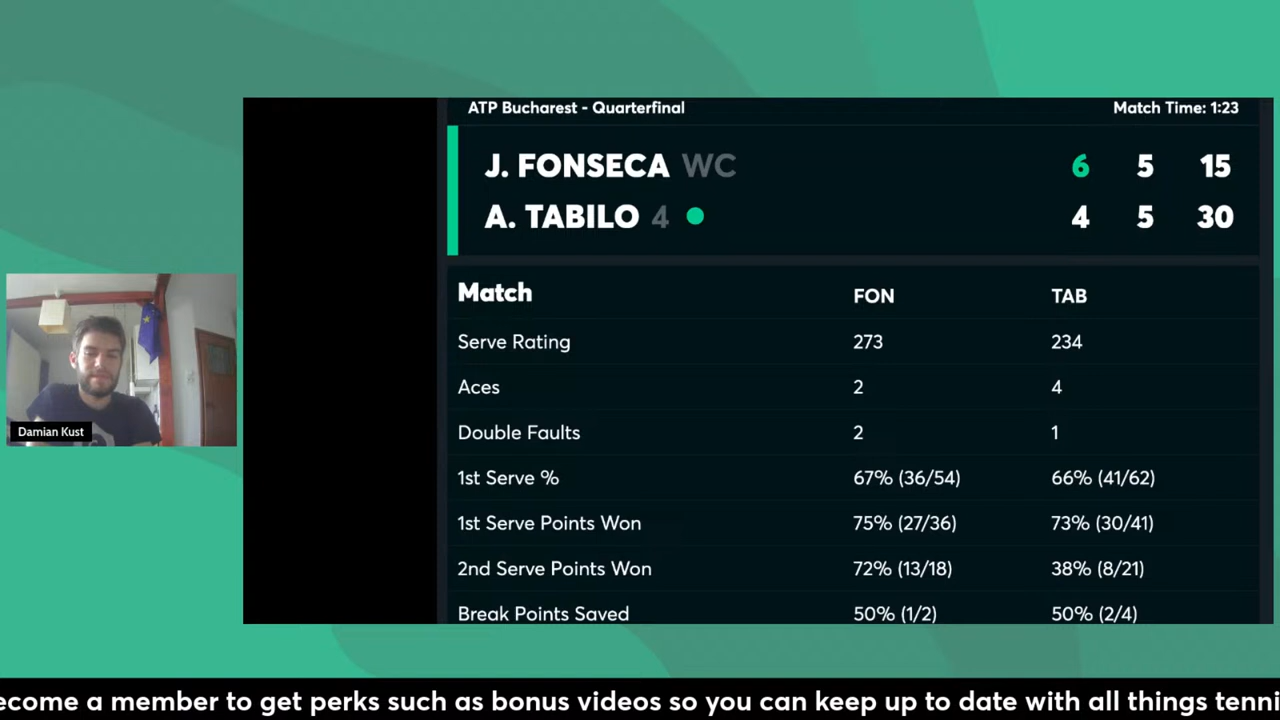 ATP Bucharest - Quarterfinal Match Time: 1:23
J. FONSECA WC 6 5 15
A. TABILO 4 4 5 30
Match FON TAB
Serve Rating 273 234
Aces 2 4
Double Faults 2 1
1st Serve % 67% (36/54) 66% (41/62)
1st Serve Points Won 75% (27/36) 73% (30/41)
2nd Serve Points Won 72% (13/18) 38% (8/21)
Break Points Saved 50% (1/2) 50% (2/4)
Damian Kust
ecome a member to get perks such as bonus videos so you can keep up to date with all things tenni